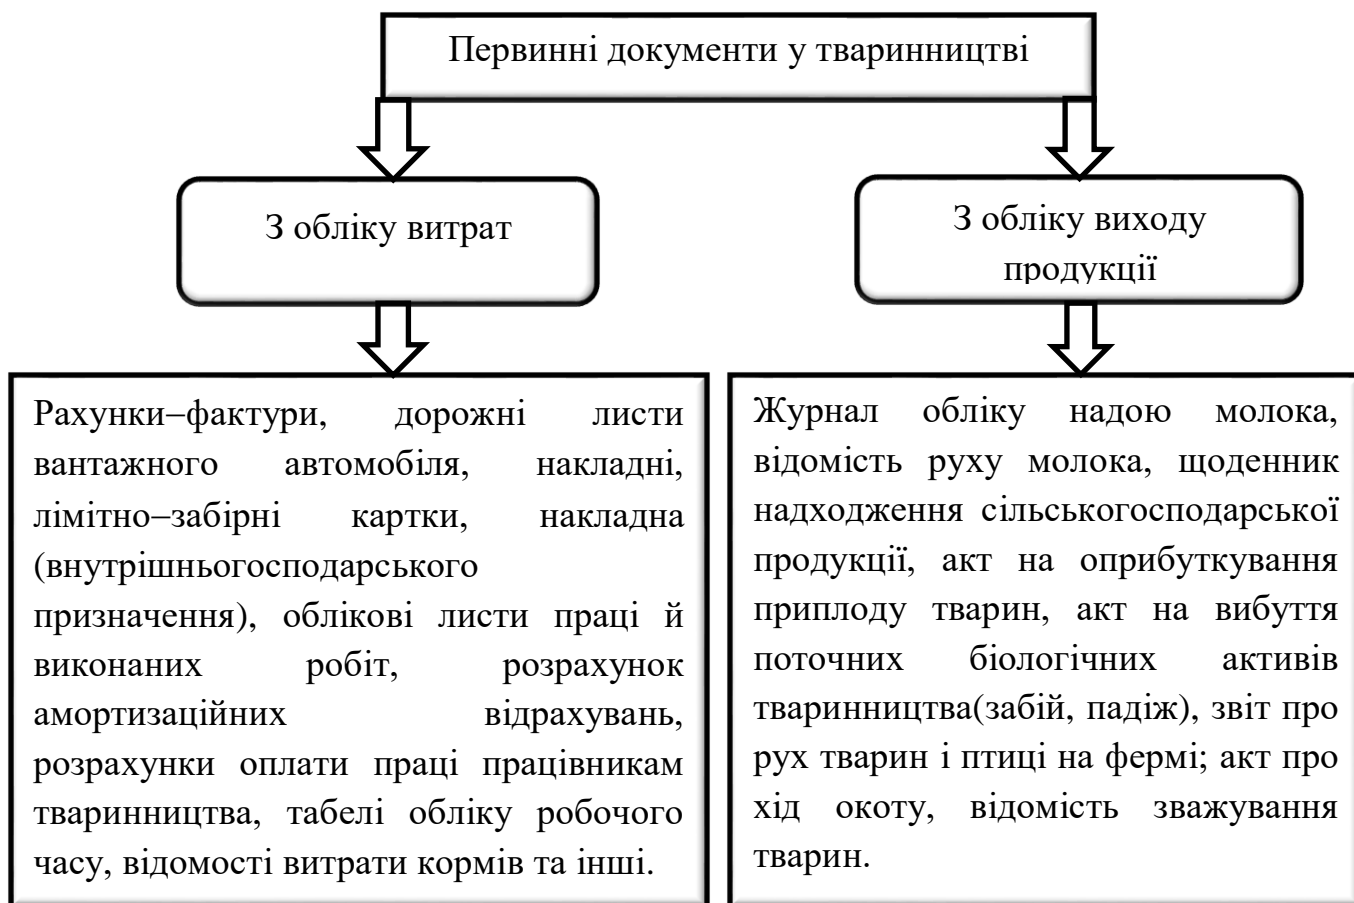 Первинні документи у тваринництві
З обліку витрат
З обліку виходу
продукції
Рахунки–фактури, дорожні листи
вантажного автомобіля, накладні,
лімітно–забірні картки, накладна
(внутрішньогосподарського
призначення), облікові листи праці й
виконаних робіт, розрахунок
амортизаційних відрахувань,
розрахунки оплати праці працівникам
тваринництва, табелі обліку робочого
часу, відомості витрати кормів та інші.
Журнал обліку надою молока,
відомість руху молока, щоденник
надходження сільськогосподарської
продукції, акт на оприбуткування
приплоду тварин, акт на вибуття
поточних біологічних активів
тваринництва(забій, падіж), звіт про
рух тварин і птиці на фермі; акт про
хід окоту, відомість зважування
тварин.